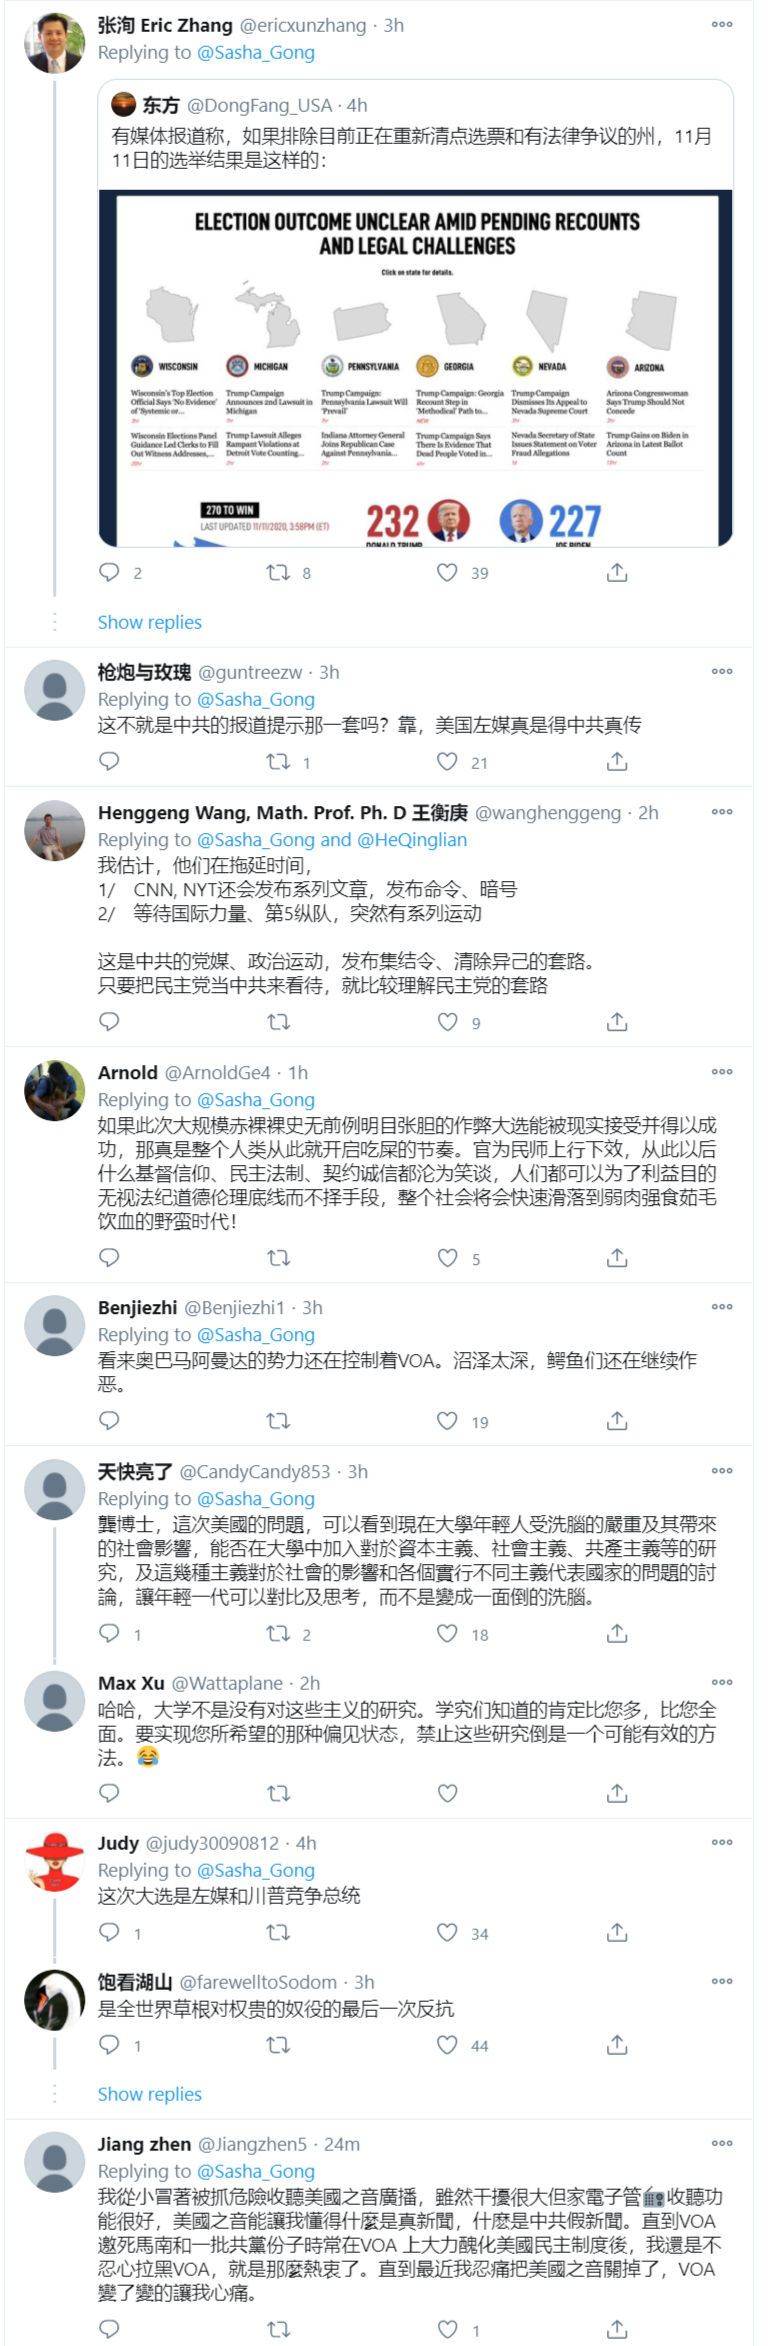 张洵 Eric Zhang @ericxunzhang · 3h
Replying to @Sasha_Gong
东方 @DongFang_USA · 4h
有媒体报道称，如果排除目前正在重新清点选票和有法律争议的州，11月
11日的选举结果是这样的：
ELECTION OUTCOME UNCLEAR AMID PENDING RECOUNTS
AND LEGAL CHALLENGES
Click on state for details.
WISCONSIN MICHIGAN PENNSYLVANIA GEORGIA NEVADA ARIZONA
Wisconsin's Top Election Trump Campaign Trump Campaign: Trump Campaign: Georgia Trump Campaign Arizona Congresswoman
Official Says 'No Evidence' Announces 2nd Lawsuit in Pennsylvania Lawsuit Will Recount Step in Dismisses Its Appeal to Says Trump Should Not
of 'Systemic or... Michigan 'Prevail' 'Methodical' Path to... Nevada Supreme Court Concede
Wisconsin Elections Panel Trump Lawsuit Alleges Indiana Attorney General Trump Campaign Says Nevada Secretary of State Trump Gains on Biden in
Guidance Led Clerks to Fill Rampant Violations at Joins Republican Case There Is Evidence That Issues Statement on Voter Arizona in Latest Ballot
Out Witness Addresses,... Detroit Vote Counting... Against Pennsylvania... Dead People Voted in... Fraud Allegations Count
270 TO WIN
LAST UPDATED 11/11/2020, 3:58PM (ET)
232 227
DONALD TRUMP JOE BIDEN
2 8 39
Show replies
枪炮与玫瑰 @guntreezw · 3h
Replying to @Sasha_Gong
这不就是中共的报道提示那一套吗？靠，美国左媒真是得中共真传
1 21
Henggeng Wang, Math. Prof. Ph. D 王衡庚 @wanghenggeng · 2h
Replying to @Sasha_Gong and @HeQinglian
我估计，他们在拖延时间，
1/ CNN, NYT还会发布系列文章，发布命令、暗号
2/ 等待国际力量、第5纵队，突然有系列运动
这是中共的党媒、政治运动，发布集结令、清除异己的套路。
只要把民主党当中共来看待，就比较理解民主党的套路
9
Arnold @ArnoldGe4 · 1h
Replying to @Sasha_Gong
如果此次大规模赤裸裸史无前例明目张胆的作弊大选能被现实接受并得以成
功，那真是整个人类从此就开启吃屎的节奏。官为民师上行下效，从此以后
什么基督信仰、民主法制、契约诚信都沦为笑谈，人们都可以为了利益目的
无视法纪道德伦理底线而不择手段，整个社会将会快速滑落到弱肉强食茹毛
饮血的野蛮时代！
5
Benjiezhi @Benjiezhi1 · 3h
Replying to @Sasha_Gong
看来奥巴马阿曼达的势力还在控制着VOA。沼泽太深，鳄鱼们还在继续作
恶。
19
天快亮了 @CandyCandy853 · 3h
Replying to @Sasha_Gong
龔博士，這次美國的問題，可以看到現在大學年輕人受洗腦的嚴重及其帶來
的社會影響，能否在大學中加入對於資本主義、社會主義、共產主義等的研
究，及這幾種主義對於社會的影響和各個實行不同主義代表國家的問題的討
論，讓年輕一代可以對比及思考，而不是變成一面倒的洗腦。
1 2 18
Max Xu @Wattaplane · 2h
哈哈，大学不是没有对这些主义的研究。学究们知道的肯定比您多，比您全
面。要实现您所希望的那种偏见状态，禁止这些研究倒是一个可能有效的方
法。😂
Judy @judy30090812 · 4h
Replying to @Sasha_Gong
这次大选是左媒和川普竞争总统
1 34
饱看湖山 @farewelltoSodom · 3h
是全世界草根对权贵的奴役的最后一次反抗
1 44
Show replies
Jiang zhen @Jiangzhen5 · 24m
Replying to @Sasha_Gong
我從小冒著被抓危險收聽美國之音廣播，雖然干擾很大但家電子管📻收聽功
能很好，美國之音能讓我懂得什麼是真新聞，什麽是中共假新聞。直到VOA
邀死馬南和一批共黨份子時常在VOA 上大力醜化美國民主制度後，我還是不
忍心拉黑VOA，就是那麼熱衷了。直到最近我忍痛把美國之音關掉了，VOA
變了變的讓我心痛。
1